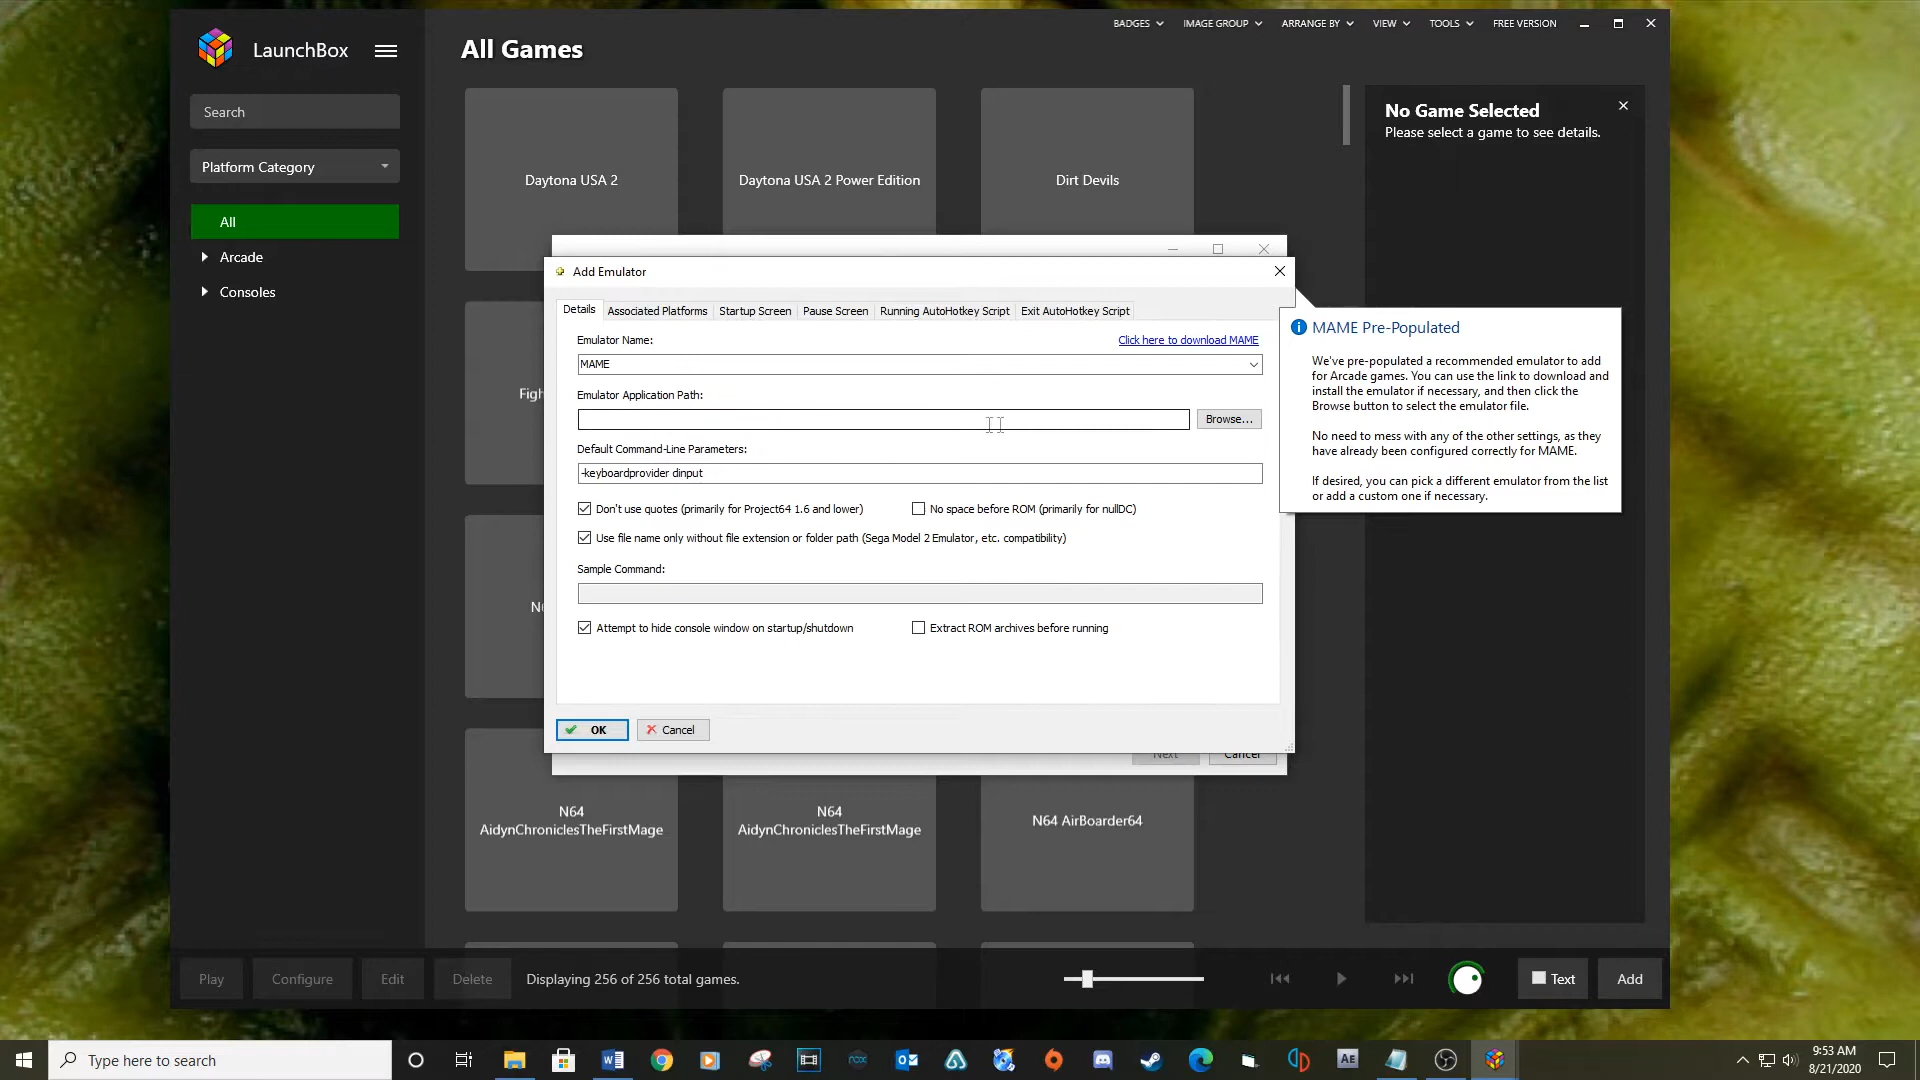 LaunchBox
Search
Platform Category
All
Arcade
Consoles
All Games
BADGES
IMAGE GROUP
ARRANGE BY
VIEW
TOOLS
FREE VERSION
Daytona USA 2
Daytona USA 2 Power Edition
Dirt Devils
No Game Selected
Please select a game to see details.
Add Emulator
Details
Associated Platforms
Startup Screen
Pause Screen
Running AutoHotkey Script
Exit AutoHotkey Script
Emulator Name:
Click here to download MAME
MAME
Emulator Application Path:
Browse...
Default Command-Line Parameters:
-keyboardprovider dinput
Don't use quotes (primarily for Project64 1.6 and lower)
No space before ROM (primarily for nullDC)
Use file name only without file extension or folder path (Sega Model 2 Emulator, etc. compatibility)
Sample Command:
Attempt to hide console window on startup/shutdown
Extract ROM archives before running
OK
Cancel
Next
Cancel
MAME Pre-Populated
We've pre-populated a recommended emulator to add
for Arcade games. You can use the link to download and
install the emulator if necessary, and then click the
Browse button to select the emulator file.
No need to mess with any of the other settings, as they
have already been configured correctly for MAME.
If desired, you can pick a different emulator from the list
or add a custom one if necessary.
Figh
N
N64
AidynChroniclesTheFirstMage
N64
AidynChroniclesTheFirstMage
N64 AirBoarder64
Play
Configure
Edit
Delete
Displaying 256 of 256 total games.
Text
Add
Type here to search
nox
Ae
9:53 AM
8/21/2020